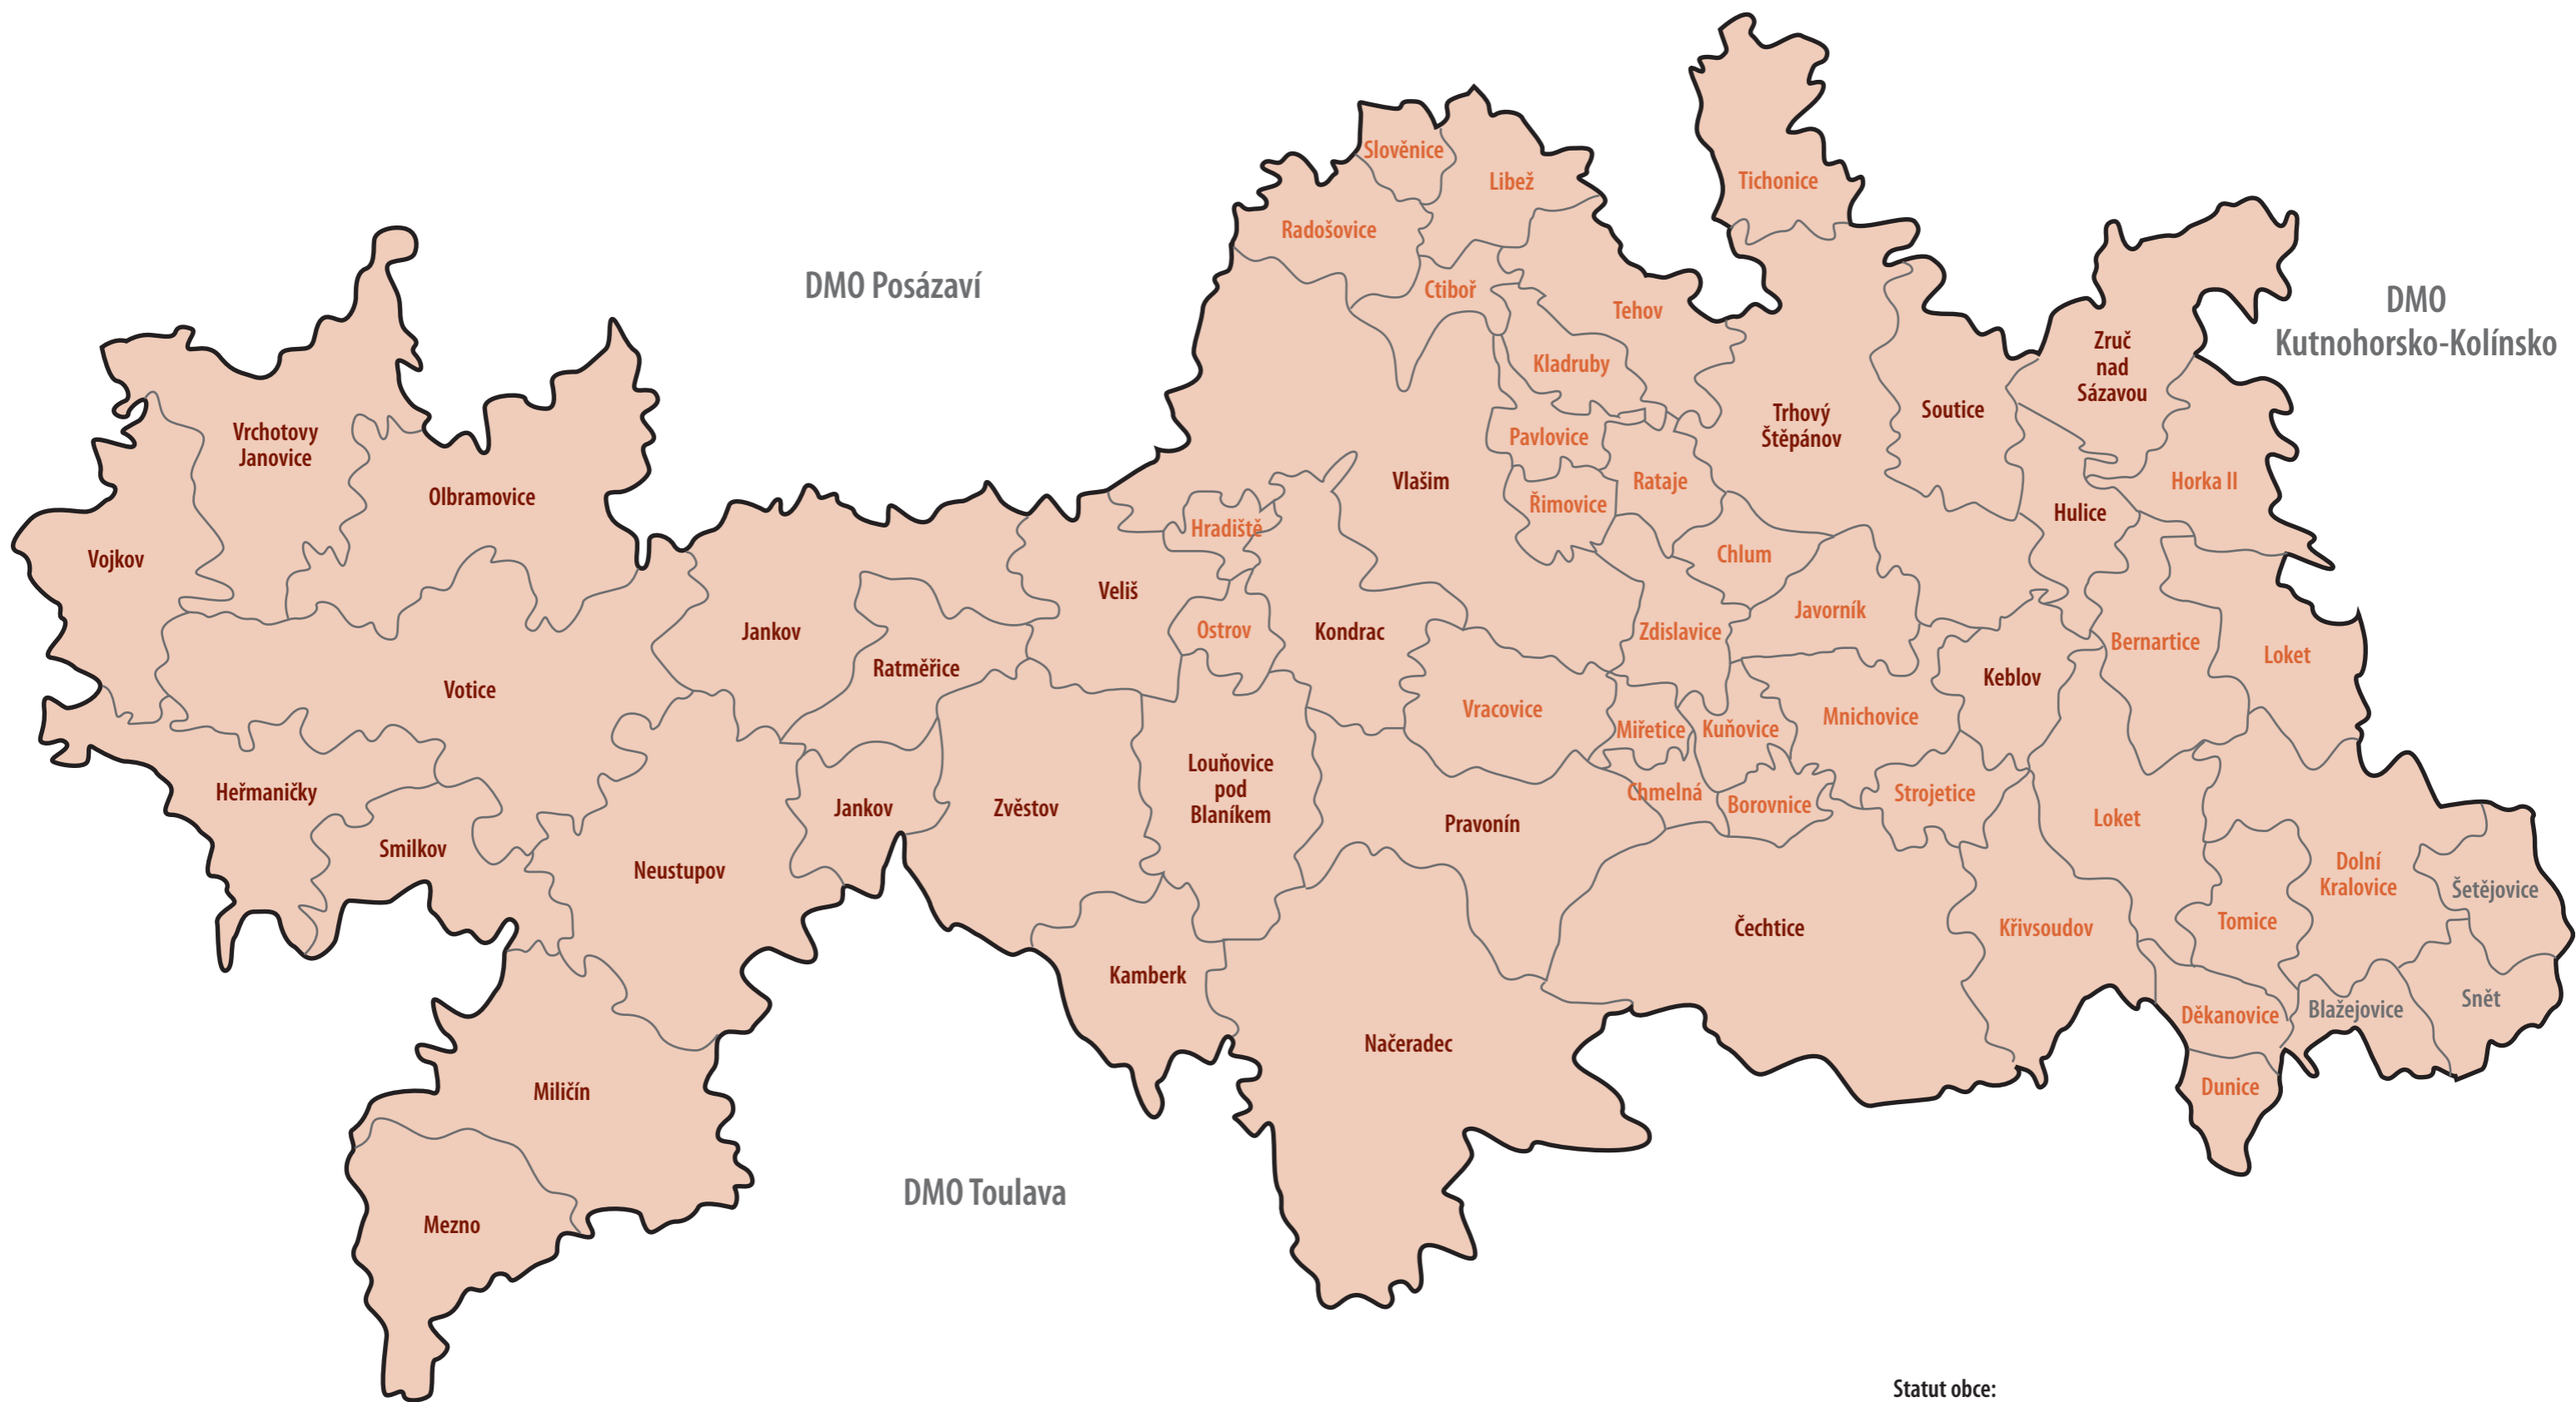 Slověnice
Libež
Tichonice
Radošovice
DMO Posázaví
Ctiboř
Tehov
DMO
Kutnohorsko-Kolínsko
Zruč
nad
Sázavou
Kladruby
Vrchotovy
Janovice
Pavlovice
Trhový
Štěpánov
Soutice
Olbramovice
Vlašim
Rataje
Horka II
Řimovice
Hulice
Hradiště
Vojkov
Chlum
Veliš
Javorník
Jankov
Ostrov
Kondrac
Zdislavice
Bernartice
Loket
Ratměřice
Keblov
Votice
Vracovice
Mnichovice
Miřetice
Kuňovice
Louňovice
pod
Blaníkem
Heřmaničky
Chmelná
Strojetice
Borovnice
Jankov
Zvěstov
Loket
Pravonín
Smilkov
Dolní
Kralovice
Neustupov
Šetějovice
Tomice
Čechtice
Křivsoudov
Kamberk
Snět
Blažejovice
Děkanovice
Načeradec
Dunice
Miličín
DMO Toulava
Mezno
Statut obce: